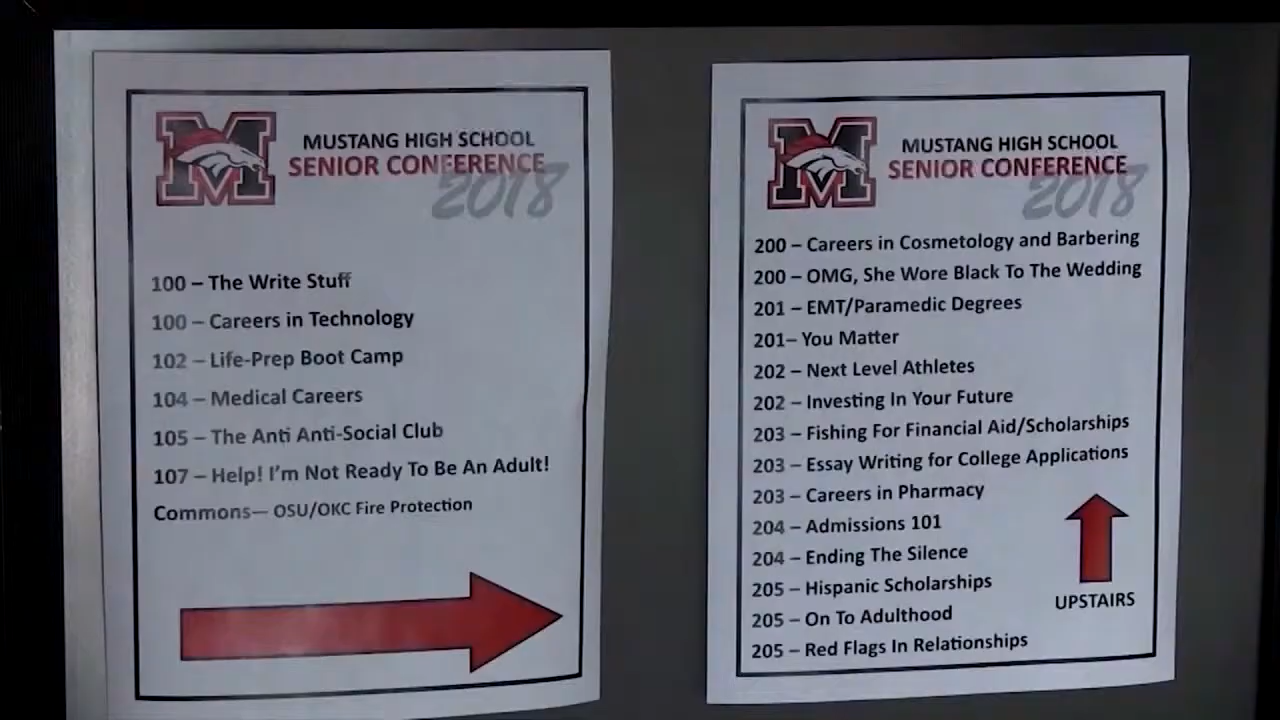 M
MUSTANG HIGH SCHOOL
SENIOR CONFERENCE
2018
100 – The Write Stuff
100 – Careers in Technology
102 – Life-Prep Boot Camp
104 – Medical Careers
105 – The Anti Anti-Social Club
107 – Help! I'm Not Ready To Be An Adult!
Commons— OSU/OKC Fire Protection
M
MUSTANG HIGH SCHOOL
SENIOR CONFERENCE
2018
200 – Careers in Cosmetology and Barbering
200 – OMG, She Wore Black To The Wedding
201 – EMT/Paramedic Degrees
201– You Matter
202 – Next Level Athletes
202 – Investing In Your Future
203 – Fishing For Financial Aid/Scholarships
203 – Essay Writing for College Applications
203 – Careers in Pharmacy
204 – Admissions 101
204 – Ending The Silence
205 – Hispanic Scholarships
205 – On To Adulthood
205 – Red Flags In Relationships
UPSTAIRS